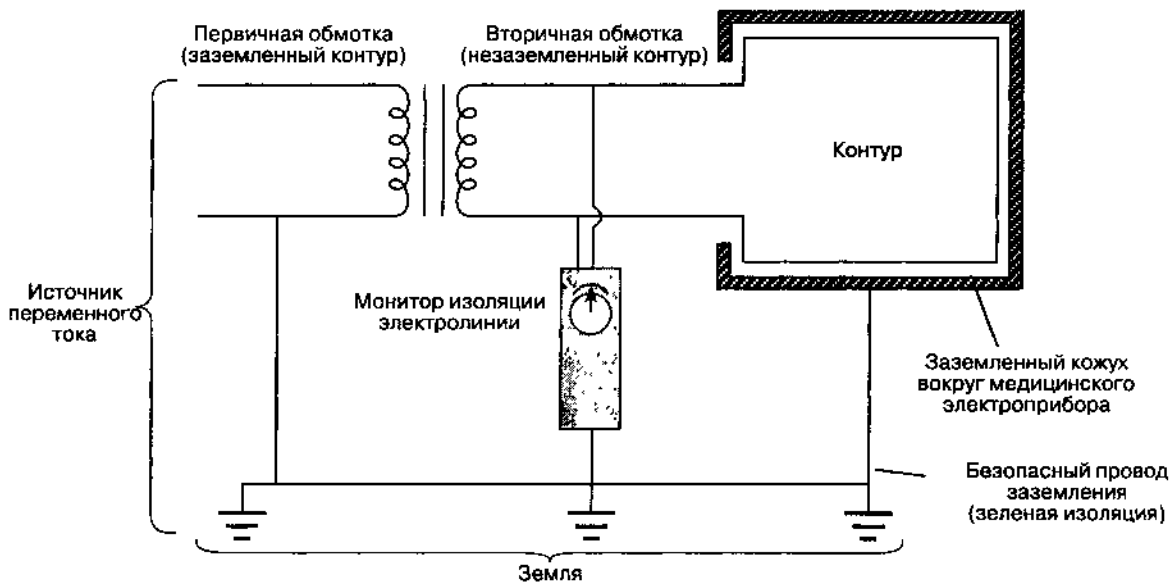 Первичная обмотка
(заземленный контур)
Вторичная обмотка
(незаземленный контур)
Контур
Источник
переменного
тока
Монитор изоляции
электролинии
Заземленный кожух
вокруг медицинского
электроприбора
Безопасный провод
заземления
(зеленая изоляция)
Земля